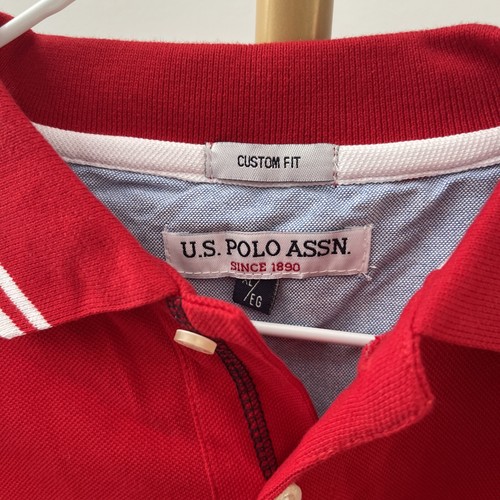 CUSTOM FIT
U.S. POLO ASSN.
SINCE 1890
XL/EG